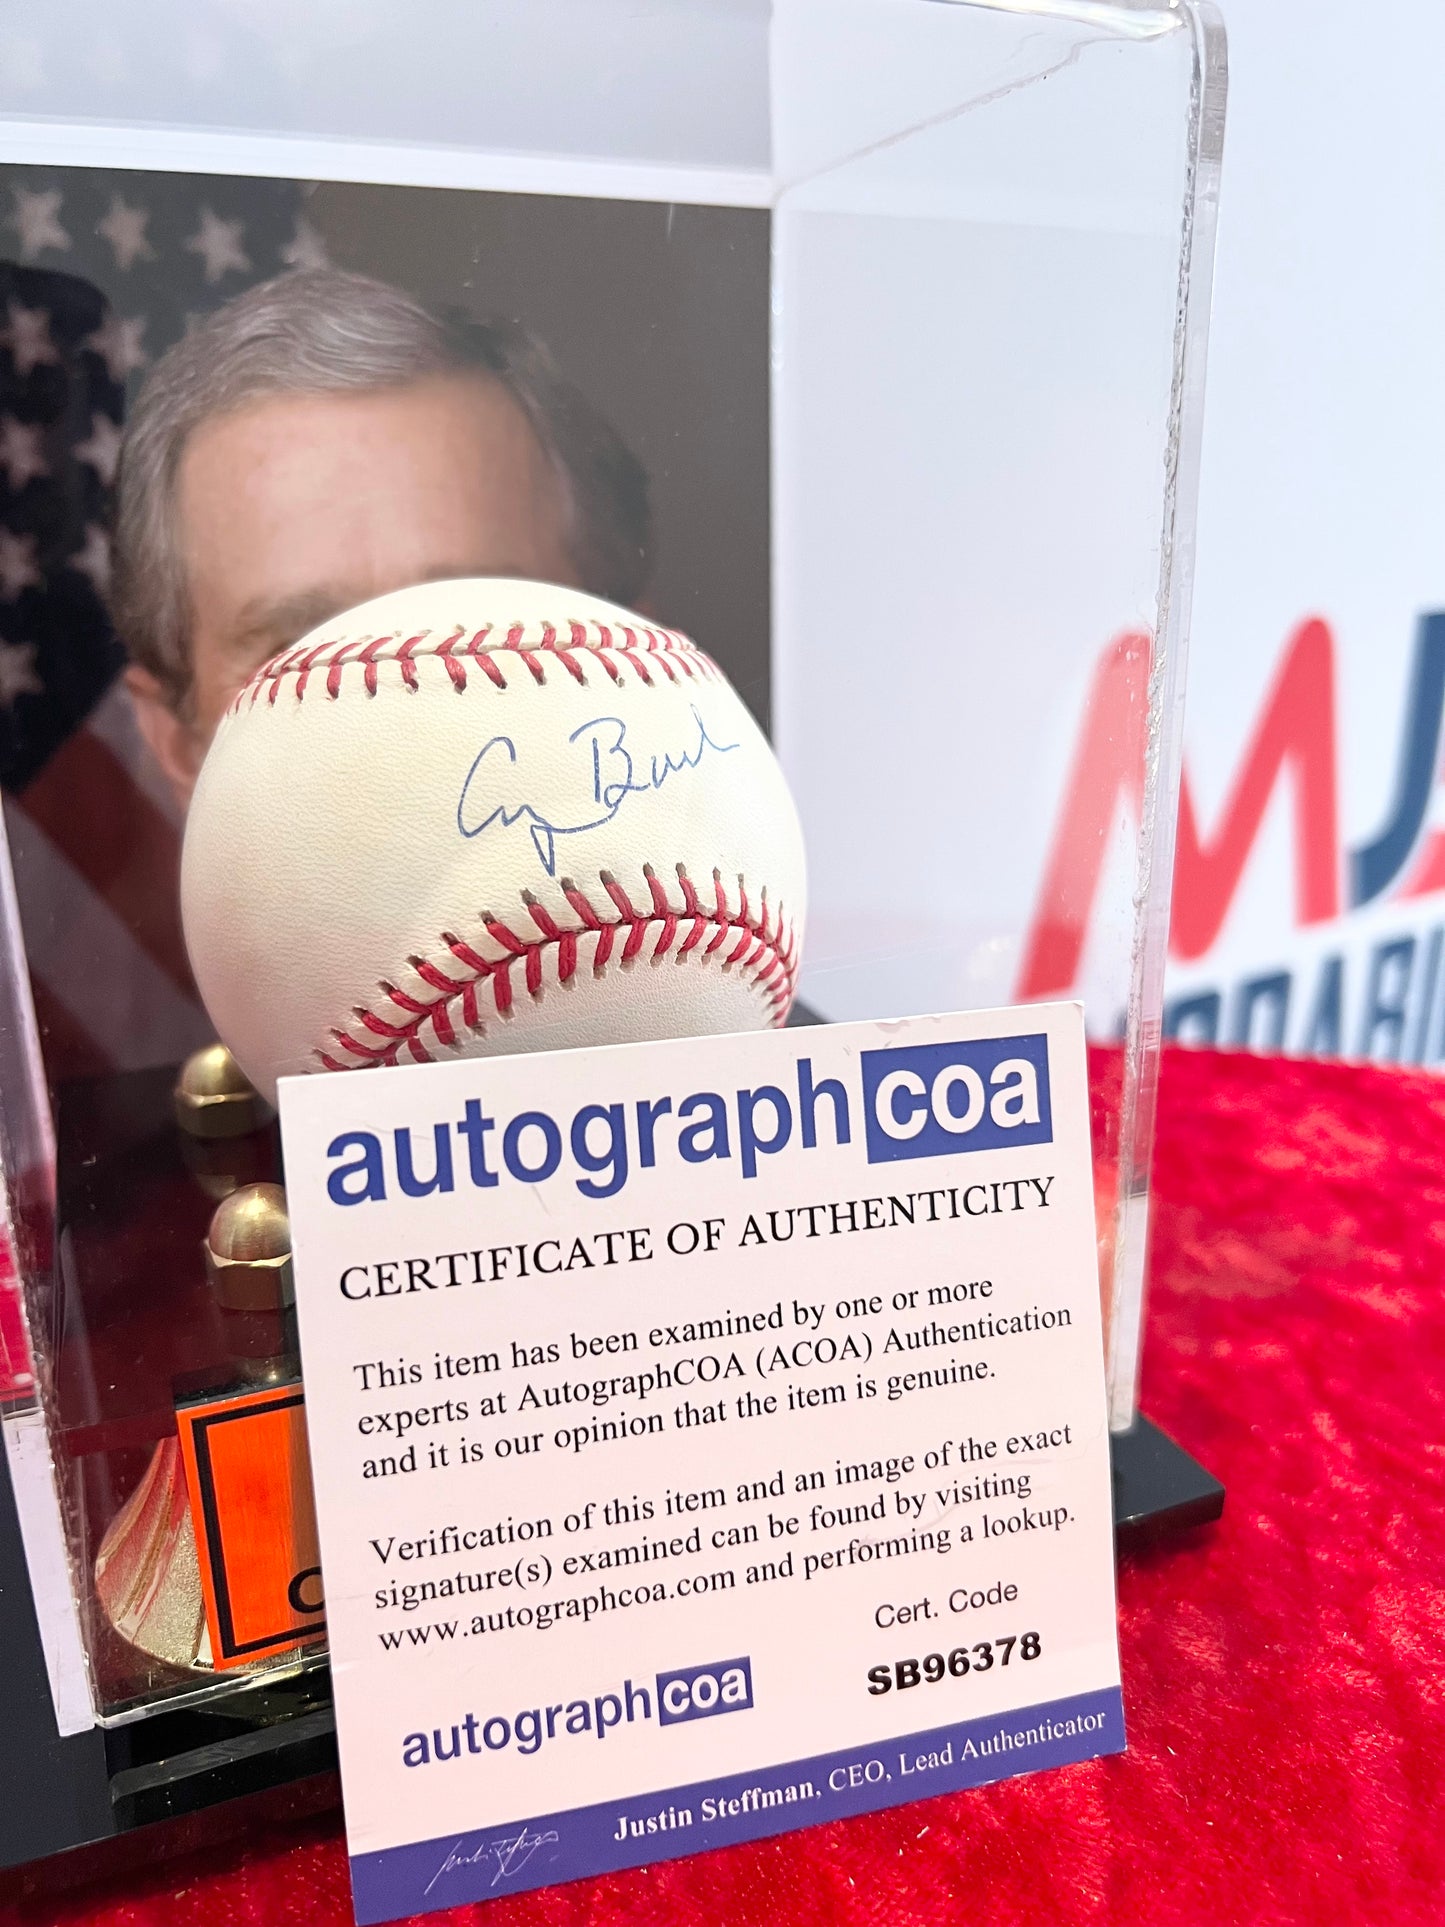 autographcoa
CERTIFICATE OF AUTHENTICITY
This item has been examined by one or more
experts at AutographCOA (ACOA) Authentication
and it is our opinion that the item is genuine.
Verification of this item and an image of the exact
signature(s) examined can be found by visiting
www.autographcoa.com and performing a lookup.
Cert. Code
SB96378
autographcoa
Justin Steffman, CEO, Lead Authenticator